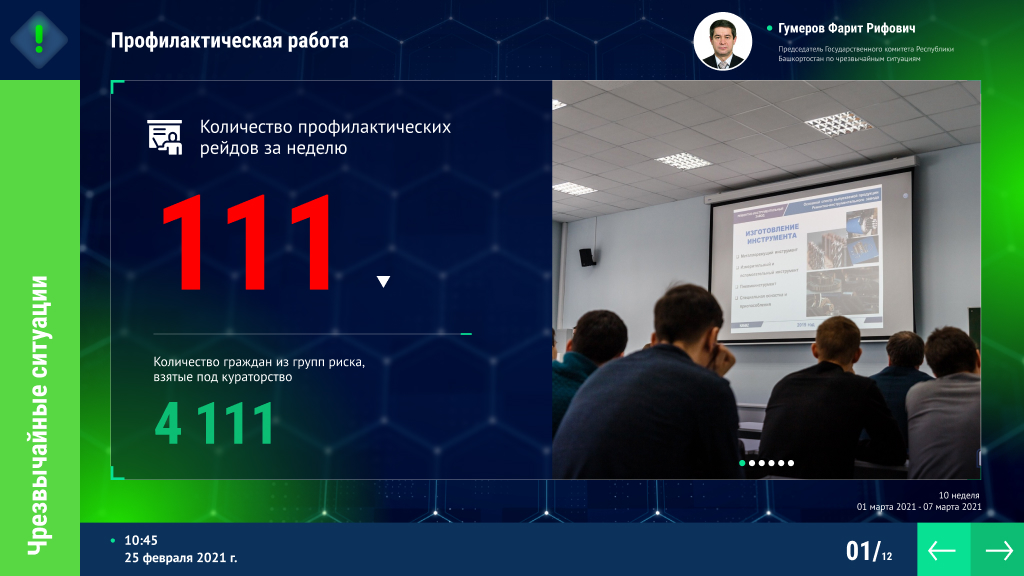 Профилактическая работа
Гумеров Фарит Рифович
Председатель Государственного комитета Республики
Башкортостан по чрезвычайным ситуациям
Количество профилактических
рейдов за неделю
111
Количество граждан из групп риска,
взятые под кураторство
4 111
ИЗГОТОВЛЕНИЕ
ИНСТРУМЕНТА
Чрезвычайные ситуации
10 неделя
01 марта 2021 - 07 марта 2021
10:45
25 февраля 2021 г.
01/12